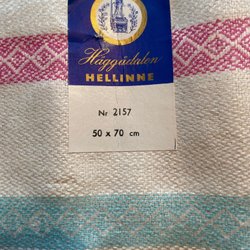 Häggådalen
HELLINNE
Nr 2157
50 x 70 cm